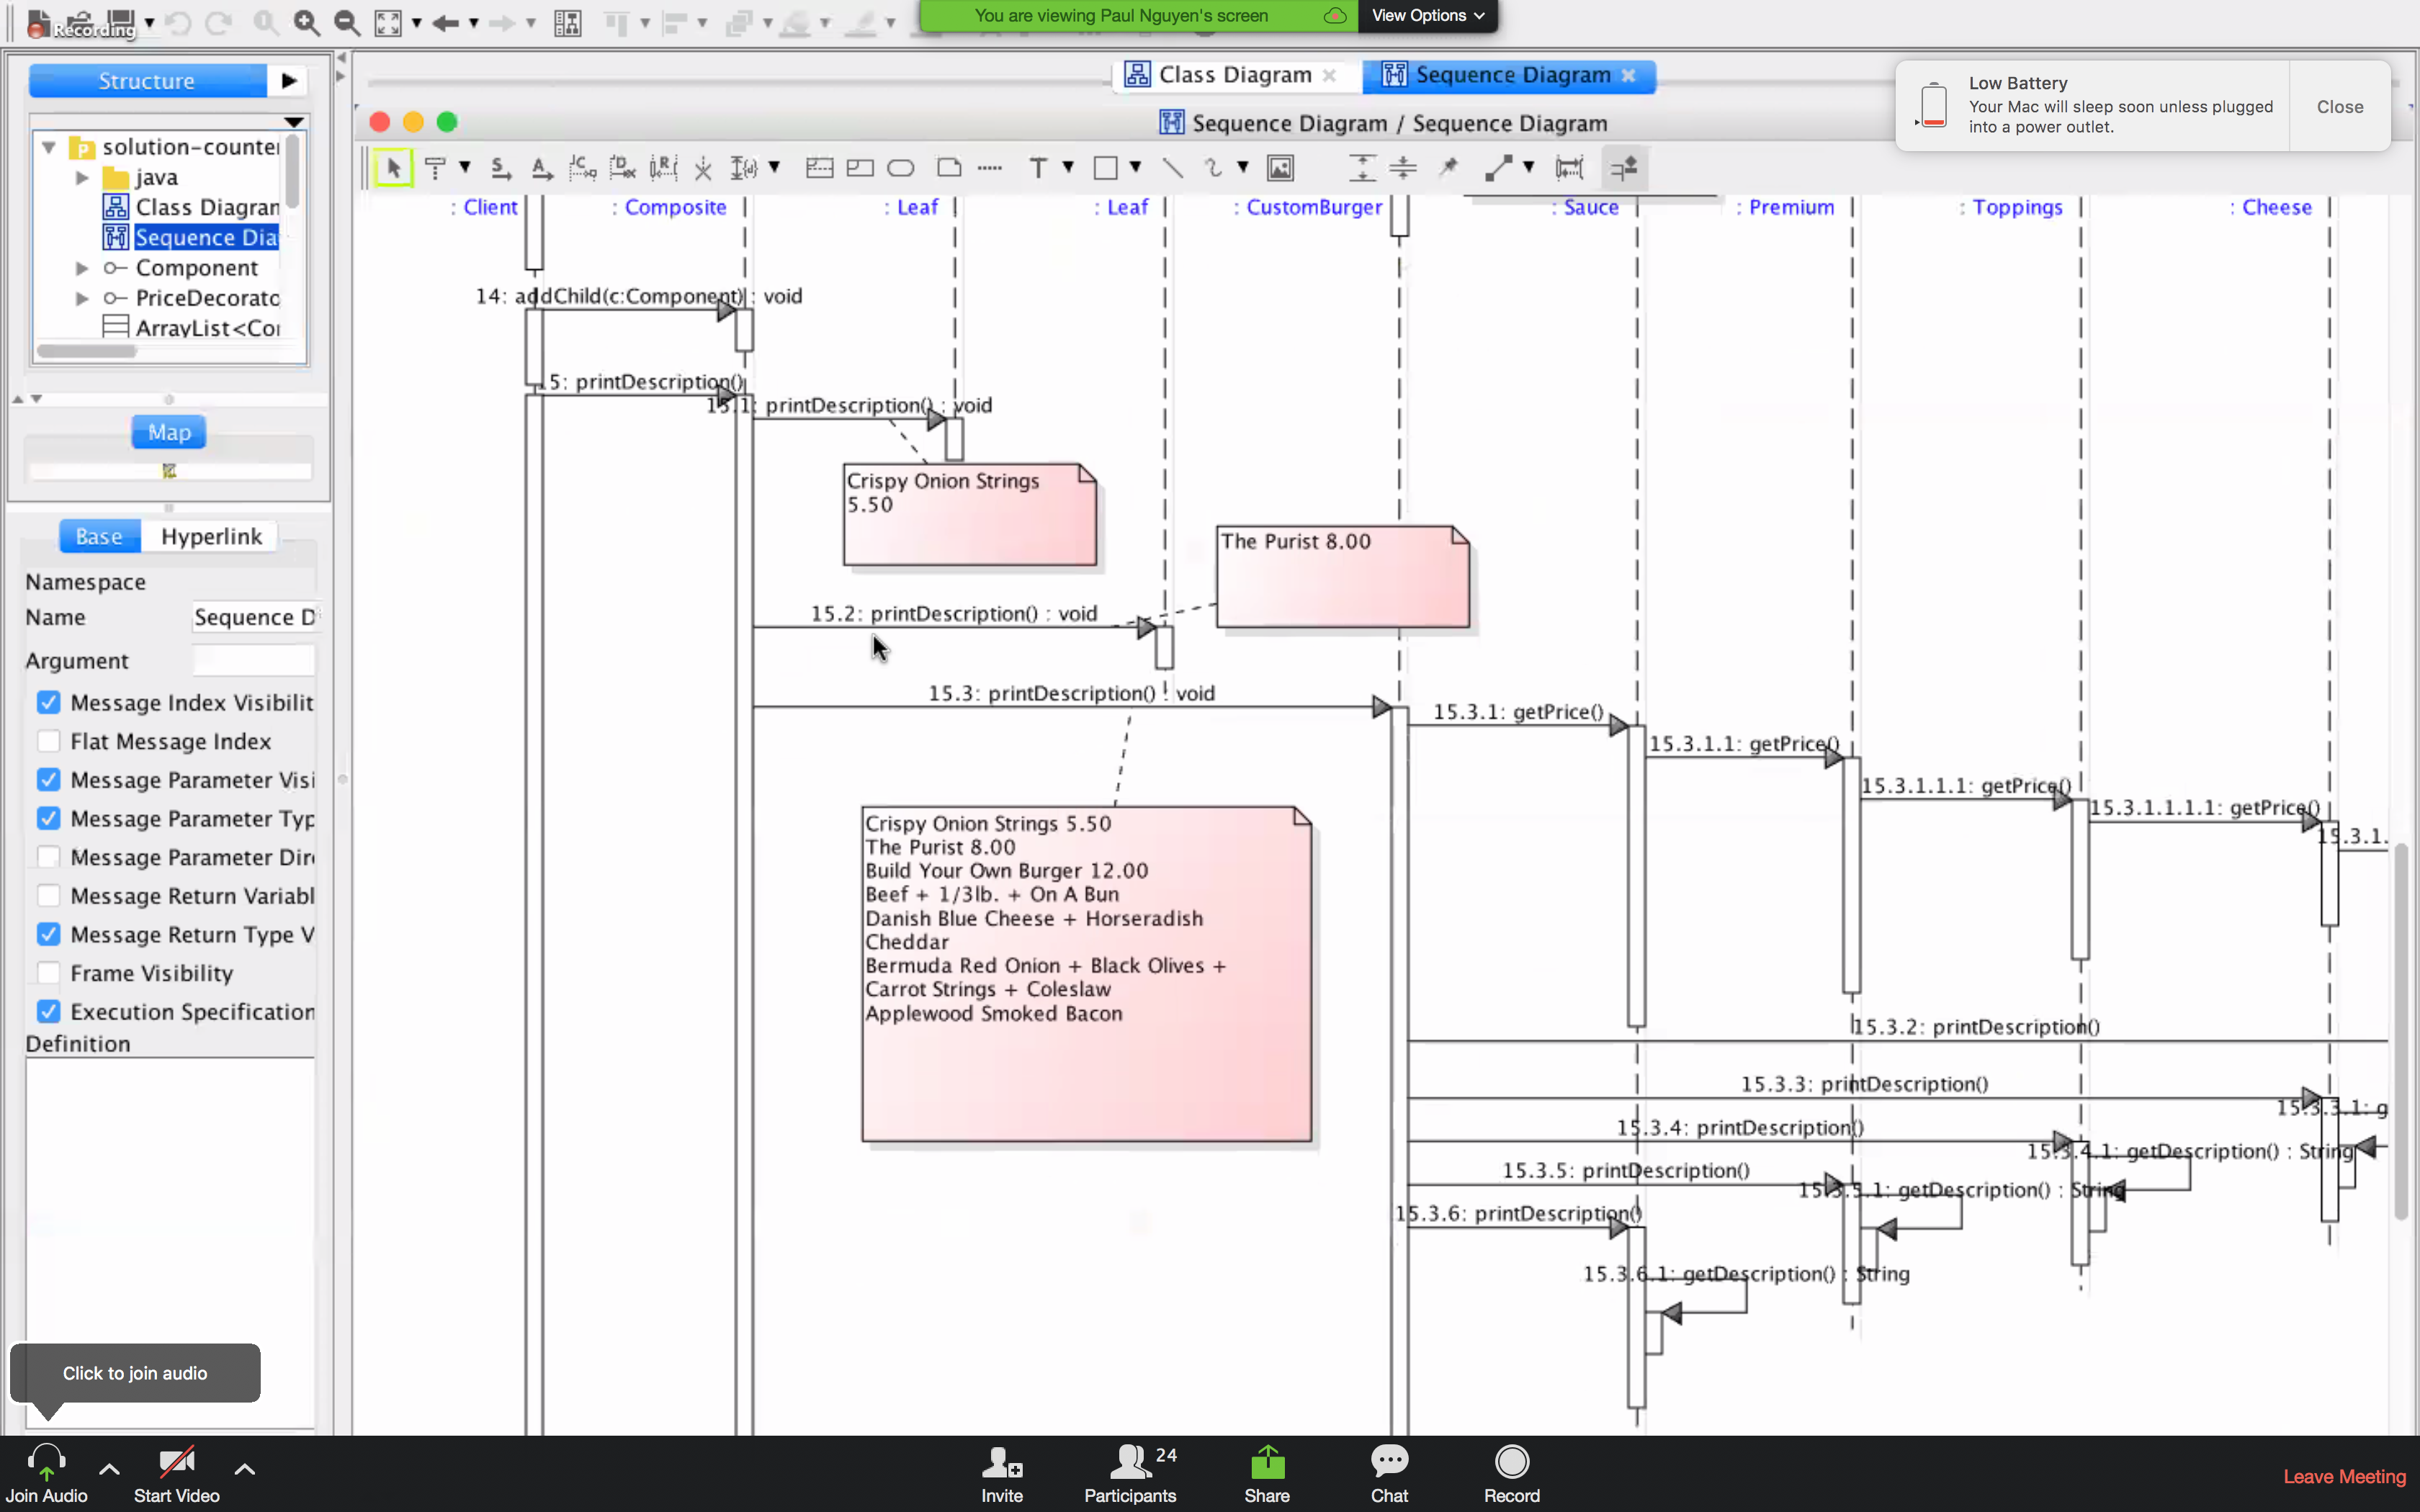 Recording
You are viewing Paul Nguyen's screen
View Options
Structure
Class Diagram
Sequence Diagram
Low Battery
Your Mac will sleep soon unless plugged
into a power outlet.
Close
Sequence Diagram / Sequence Diagram
solution-counter
java
Class Diagran
Sequence Dia
Component
PriceDecorato
ArrayList<Cor
Map
Base
Hyperlink
Namespace
Name
Sequence D
Argument
Message Index Visibilit
Flat Message Index
Message Parameter Visi
Message Parameter Typ
Message Parameter Dir
Message Return Variabl
Message Return Type V
Frame Visibility
Execution Specification
Definition
: Client
: Composite
: Leaf
: Leaf
: CustomBurger
: Sauce
: Premium
: Toppings
: Cheese
14: addChild(c:Component) : void
15: printDescription()
15.1: printDescription() : void
Crispy Onion Strings
5.50
The Purist 8.00
15.2: printDescription() : void
15.3: printDescription() : void
15.3.1: getPrice()
15.3.1.1: getPrice()
15.3.1.1.1: getPrice()
15.3.1.1.1.1: getPrice()
15.3.1.
Crispy Onion Strings 5.50
The Purist 8.00
Build Your Own Burger 12.00
Beef + 1/3lb. + On A Bun
Danish Blue Cheese + Horseradish
Cheddar
Bermuda Red Onion + Black Olives +
Carrot Strings + Coleslaw
Applewood Smoked Bacon
15.3.2: printDescription()
15.3.3: printDescription()
15.3.3.1: g
15.3.4: printDescription()
15.3.4.1: getDescription() : String
15.3.5: printDescription()
15.3.5.1: getDescription() : String
15.3.6: printDescription()
15.3.6.1: getDescription() : String
Click to join audio
Join Audio
Start Video
Invite
Participants
24
Share
Chat
Record
Leave Meeting